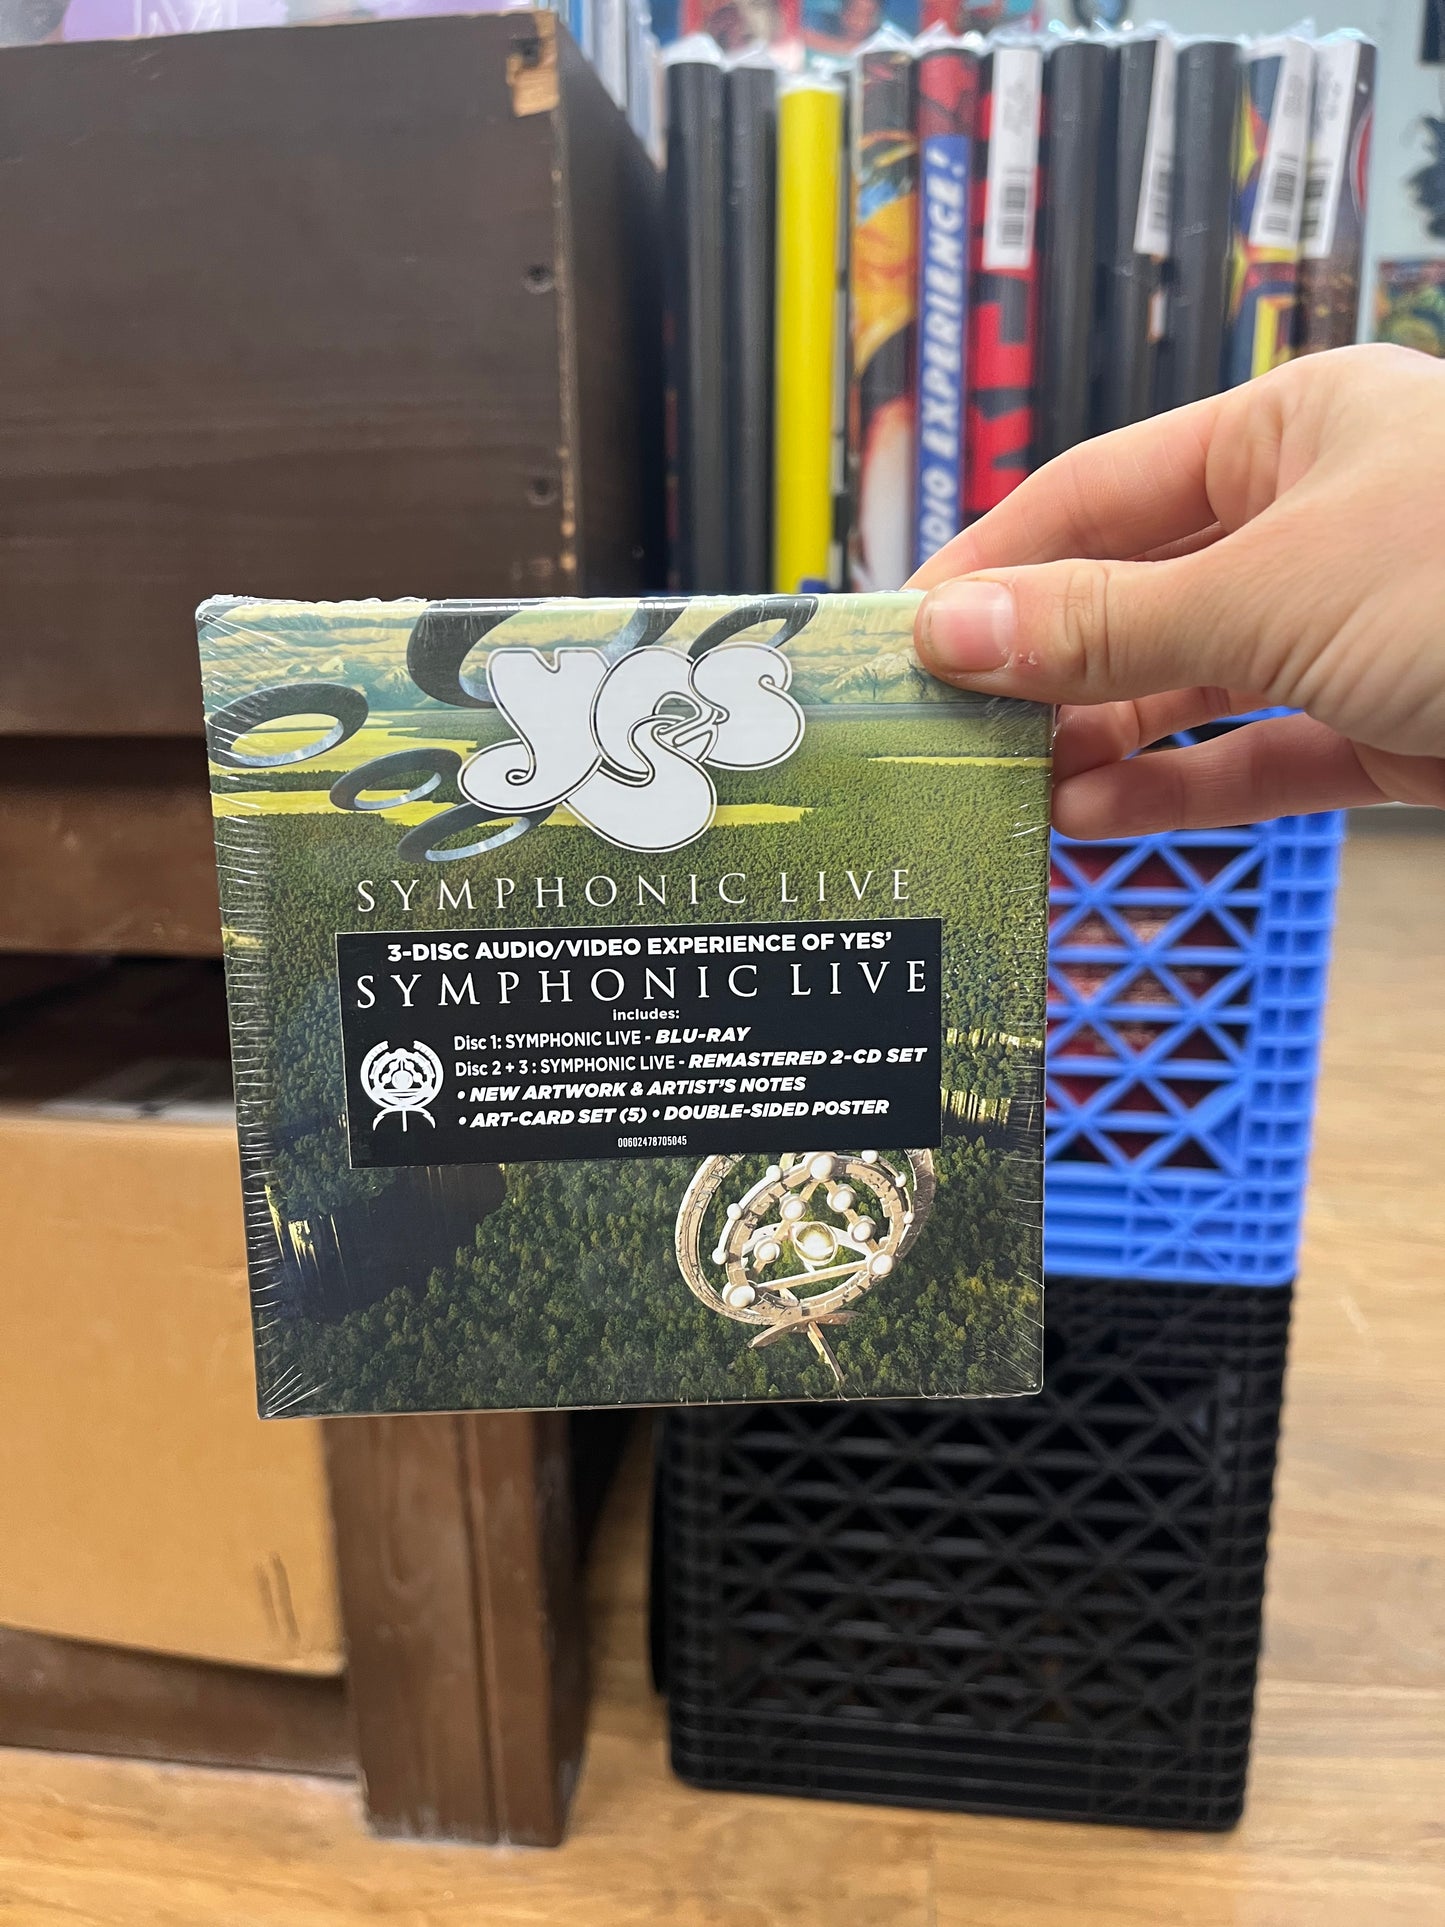 AUDIO EXPERIENCE!
yes
SYMPHONIC LIVE
3-DISC AUDIO/VIDEO EXPERIENCE OF YES'
SYMPHONIC LIVE
includes:
Disc 1: SYMPHONIC LIVE - BLU-RAY
Disc 2 + 3 : SYMPHONIC LIVE - REMASTERED 2-CD SET
• NEW ARTWORK & ARTIST'S NOTES
• ART-CARD SET (5) • DOUBLE-SIDED POSTER
00602478705045